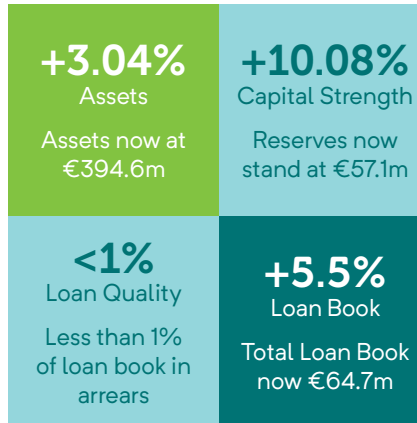 +3.04%
Assets
Assets now at
€394.6m
+10.08%
Capital Strength
Reserves now
stand at €57.1m
<1%
Loan Quality
Less than 1%
of loan book in
arrears
+5.5%
Loan Book
Total Loan Book
now €64.7m